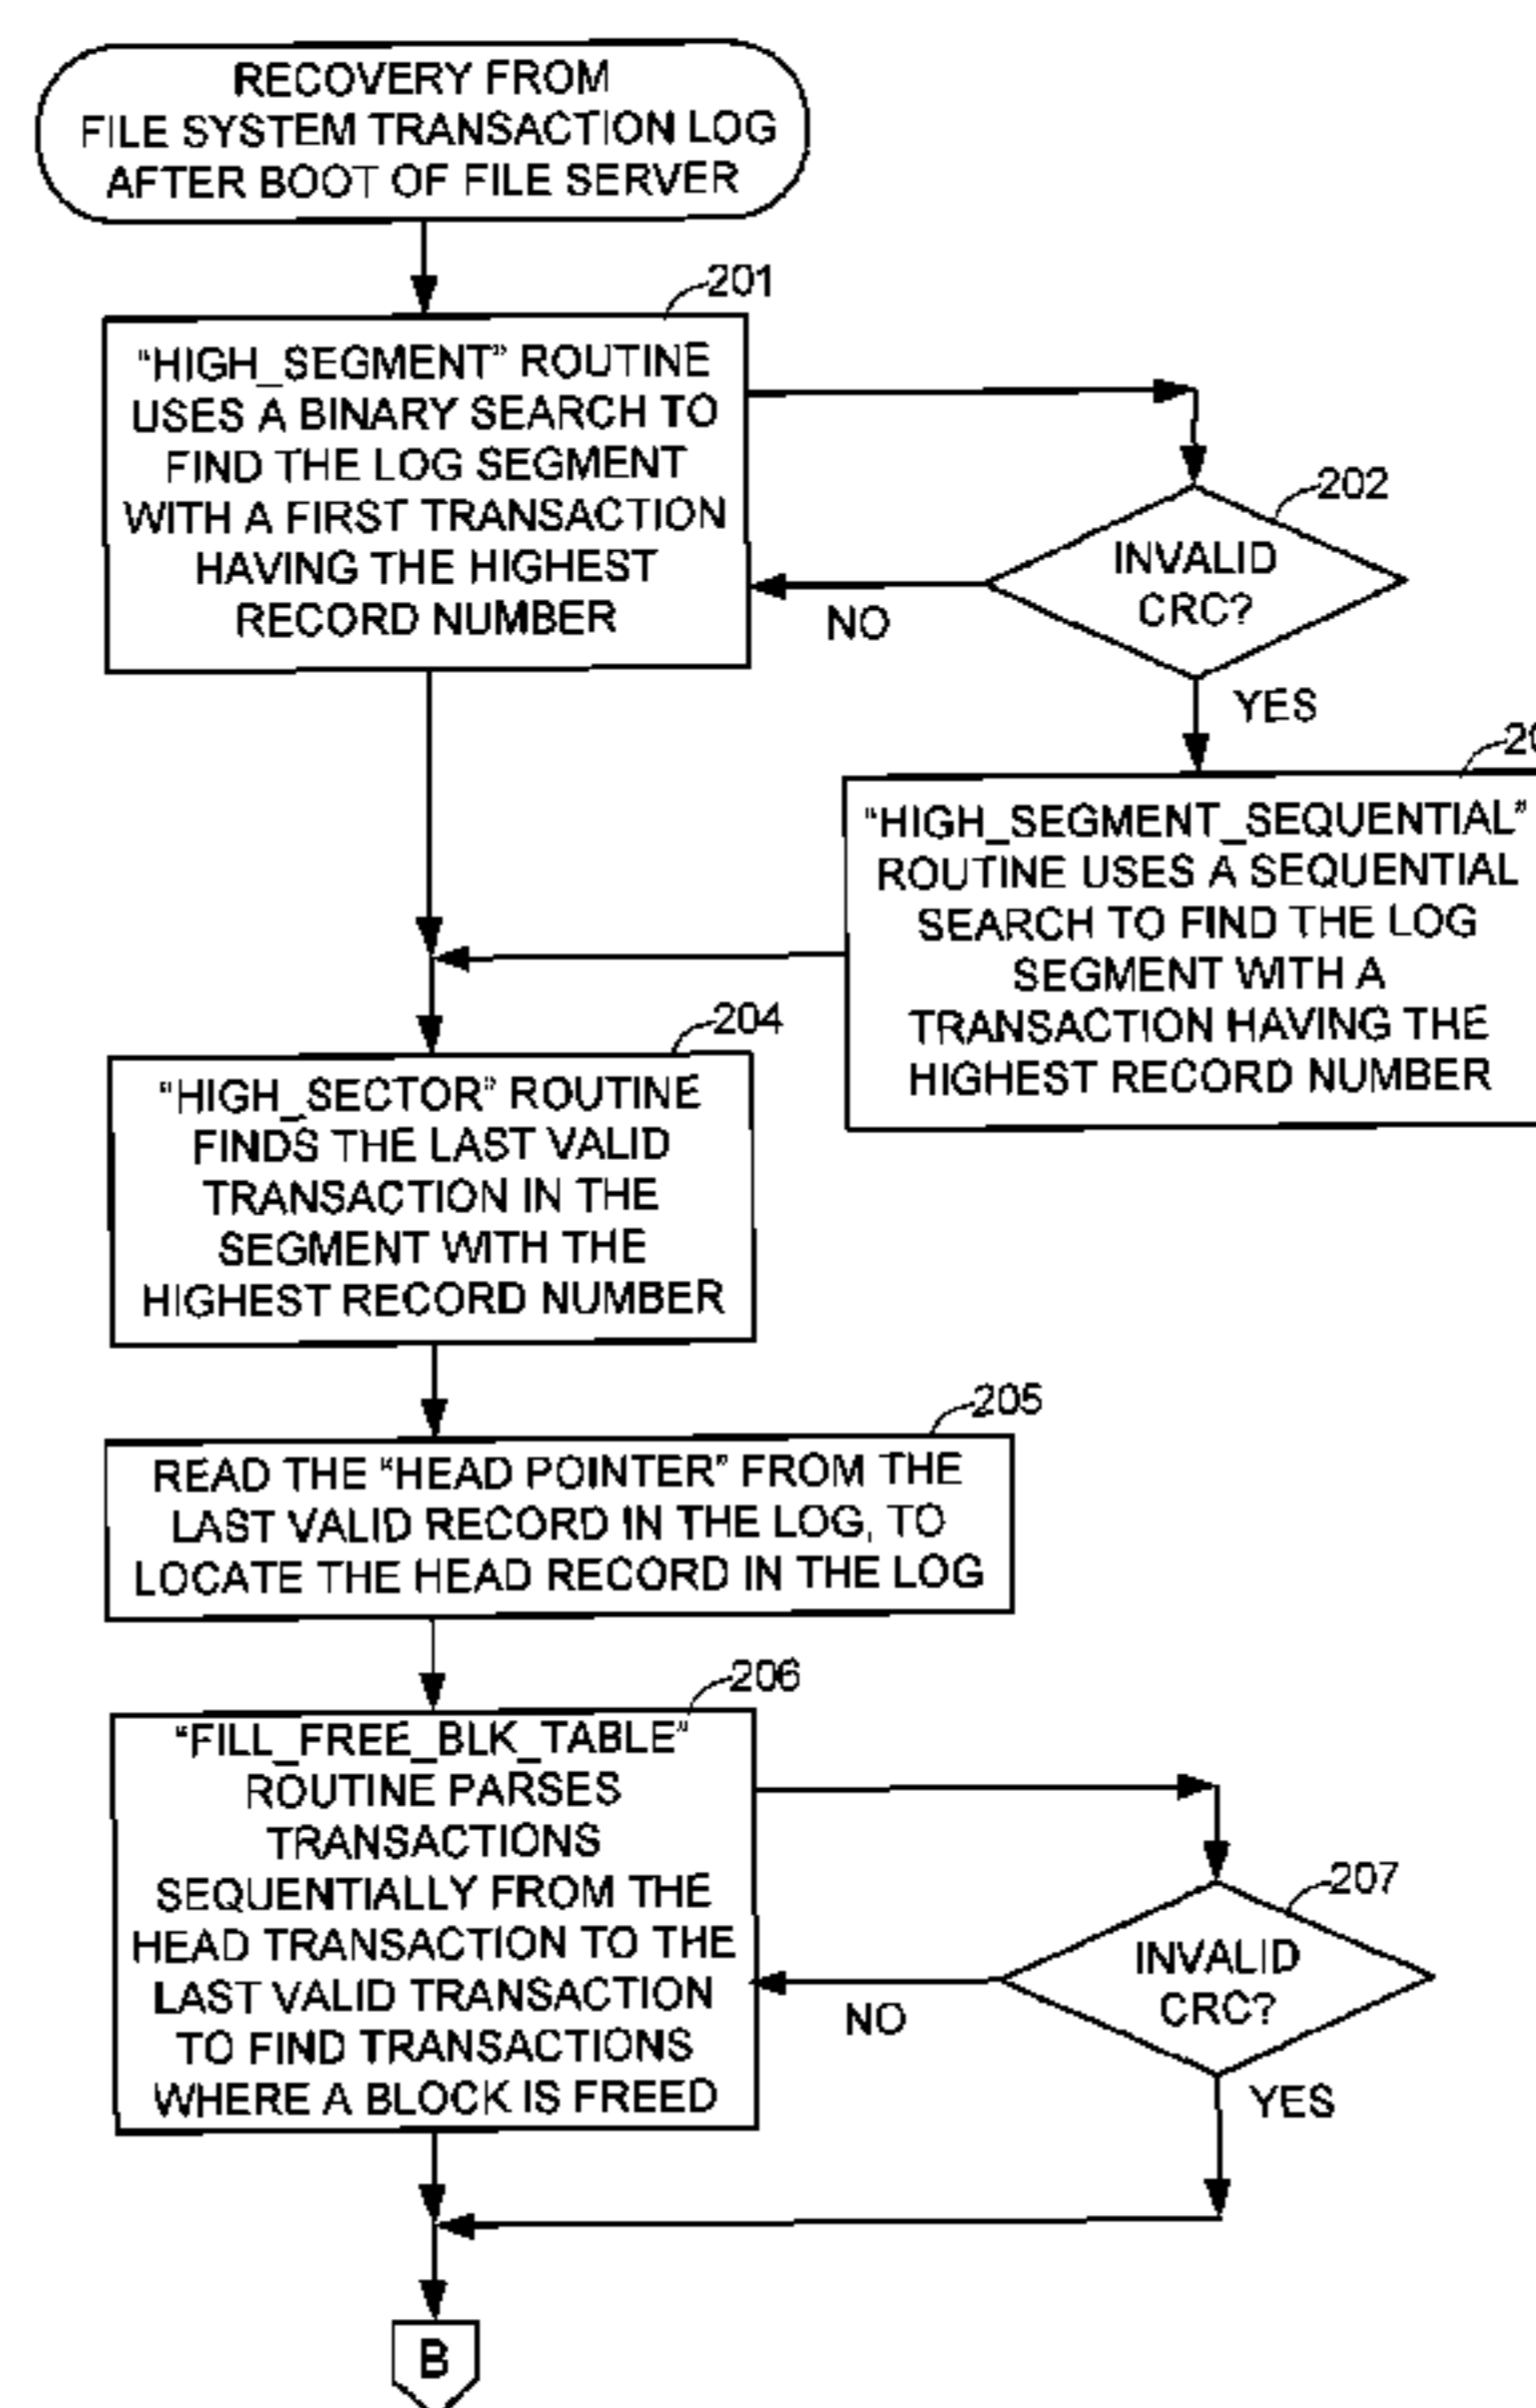 RECOVERY FROM
FILE SYSTEM TRANSACTION LOG
AFTER BOOT OF FILE SERVER
201
“HIGH_SEGMENT” ROUTINE
USES A BINARY SEARCH TO
FIND THE LOG SEGMENT
WITH A FIRST TRANSACTION
HAVING THE HIGHEST
RECORD NUMBER
202
INVALID
CRC?
NO
YES
“HIGH_SEGMENT_SEQUENTIAL”
ROUTINE USES A SEQUENTIAL
SEARCH TO FIND THE LOG
SEGMENT WITH A
TRANSACTION HAVING THE
HIGHEST RECORD NUMBER
204
“HIGH_SECTOR” ROUTINE
FINDS THE LAST VALID
TRANSACTION IN THE
SEGMENT WITH THE
HIGHEST RECORD NUMBER
205
READ THE “HEAD POINTER” FROM THE
LAST VALID RECORD IN THE LOG, TO
LOCATE THE HEAD RECORD IN THE LOG
206
“FILL_FREE_BLK_TABLE”
ROUTINE PARSES
TRANSACTIONS
SEQUENTIALLY FROM THE
HEAD TRANSACTION TO THE
LAST VALID TRANSACTION
TO FIND TRANSACTIONS
WHERE A BLOCK IS FREED
207
INVALID
CRC?
NO
YES
B